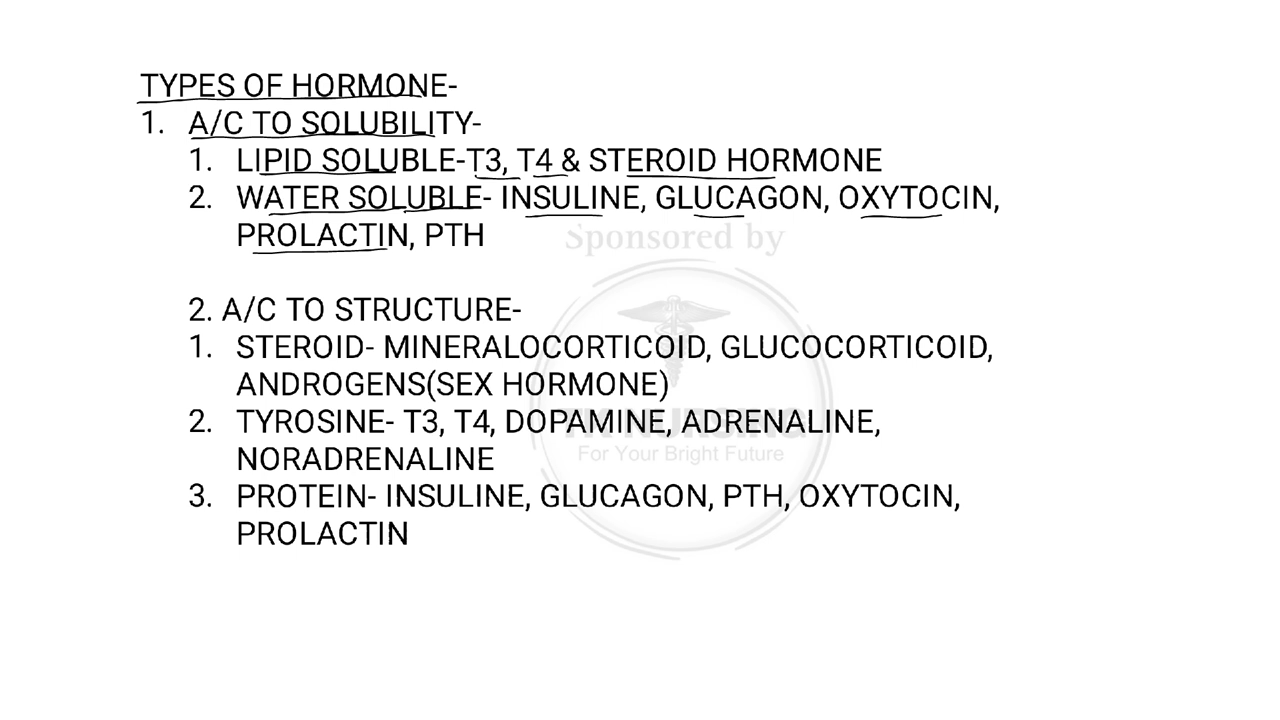 TYPES OF HORMONE-
1. A/C TO SOLUBILITY-
1. LIPID SOLUBLE-T3, T4 & STEROID HORMONE
2. WATER SOLUBLE- INSULINE, GLUCAGON, OXYTOCIN,
PROLACTIN, PTH
Sponsored by
2. A/C TO STRUCTURE-
1. STEROID- MINERALOCORTICOID, GLUCOCORTICOID,
ANDROGENS(SEX HORMONE)
2. TYROSINE- T3, T4, DOPAMINE, ADRENALINE,
NORADRENALINE
For Your Bright Future
3. PROTEIN- INSULINE, GLUCAGON, PTH, OXYTOCIN,
PROLACTIN